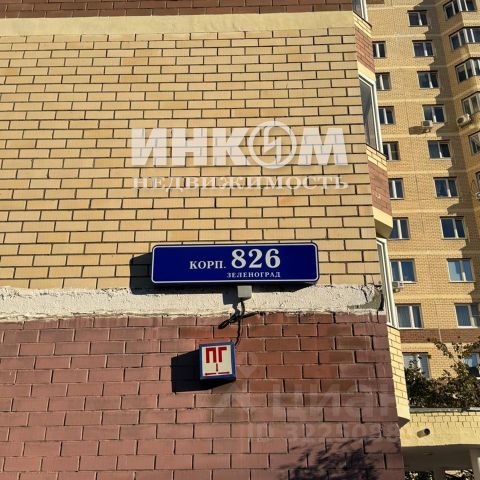 ИНКОМ
НЕДВИЖИМОСТЬ
КОРП. 826
ЗЕЛЕНОГРАД
ПГ